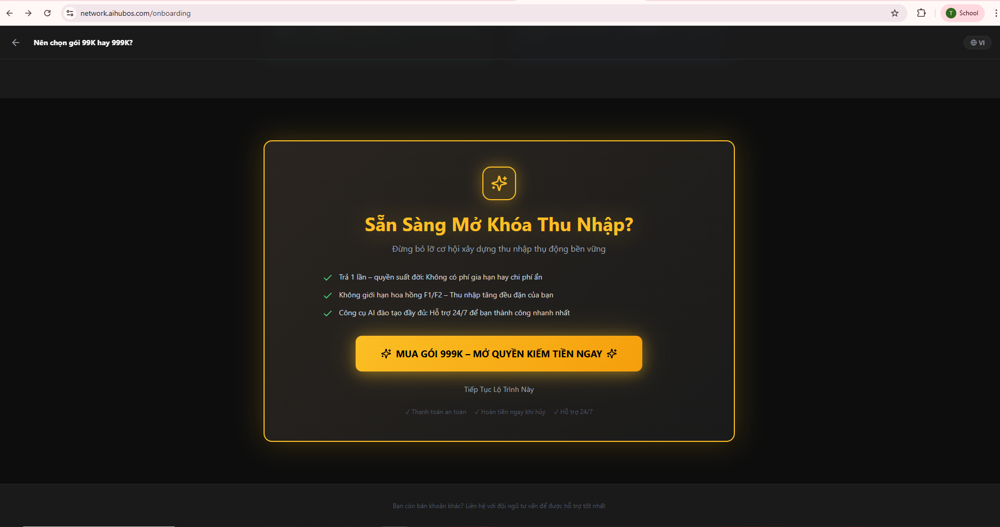 network.aihubos.com/onboarding
T School
Nên chọn gói 99K hay 999K?
VI
Sẵn Sàng Mở Khóa Thu Nhập?
Đừng bỏ lỡ cơ hội xây dựng thu nhập thụ động bền vững
✓ Trả 1 lần – quyền suất đời: Không có phí gia hạn hay chi phí ẩn
✓ Không giới hạn hoa hồng F1/F2 – Thu nhập tăng đều đặn của bạn
✓ Công cụ AI đào tạo đầy đủ: Hỗ trợ 24/7 để bạn thành công nhanh nhất
MUA GÓI 999K – MỞ QUYỀN KIẾM TIỀN NGAY
Tiếp Tục Lộ Trình Này
✓ Thanh toán an toàn ✓ Hoàn tiền ngay khi hủy ✓ Hỗ trợ 24/7
Bạn còn băn khoăn khác? Liên hệ với đội ngũ tư vấn để được hỗ trợ tốt nhất